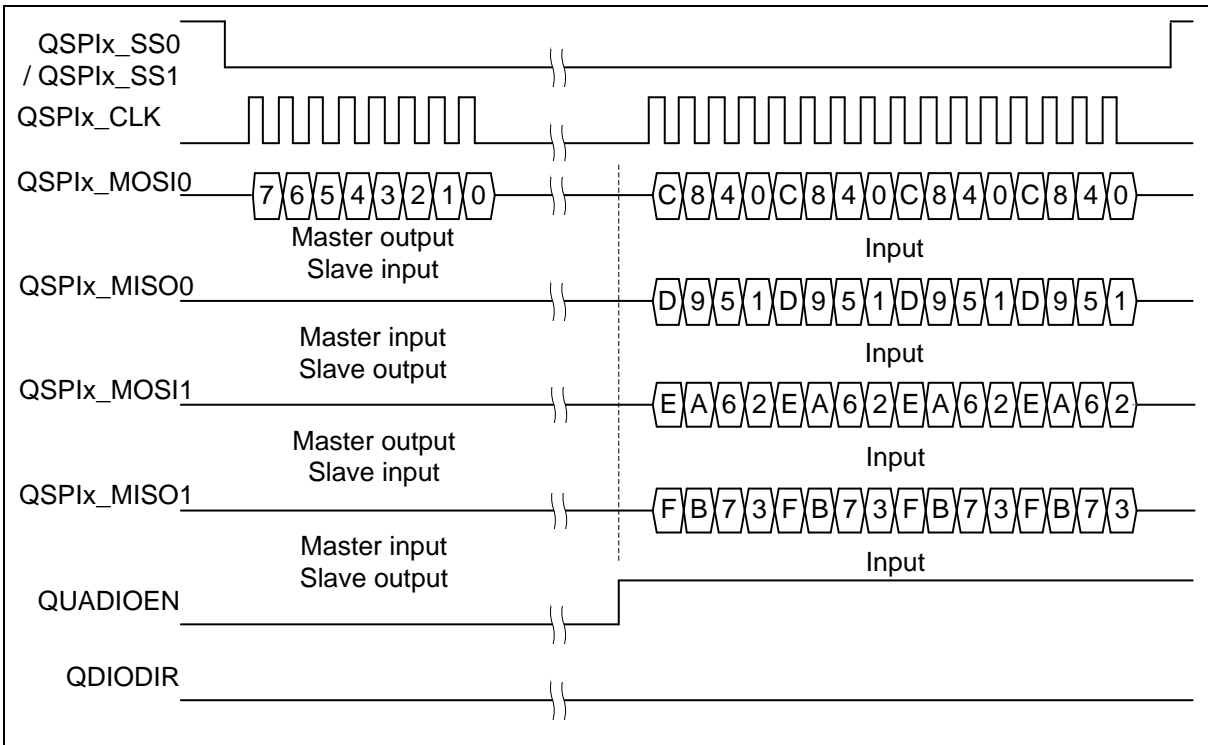 QSPIx_SS0
/ QSPIx_SS1
QSPIx_CLK
QSPIx_MOSI0 7 6 5 4 3 2 1 0 C 8 4 0 C 8 4 0 C 8 4 0 C 8 4 0
Master output
Slave input
Input
QSPIx_MISO0 D 9 5 1 D 9 5 1 D 9 5 1 D 9 5 1
Master input
Slave output
Input
QSPIx_MOSI1 E A 6 2 E A 6 2 E A 6 2 E A 6 2
Master output
Slave input
Input
QSPIx_MISO1 F B 7 3 F B 7 3 F B 7 3 F B 7 3
Master input
Slave output
Input
QUADIOEN
QDIODIR